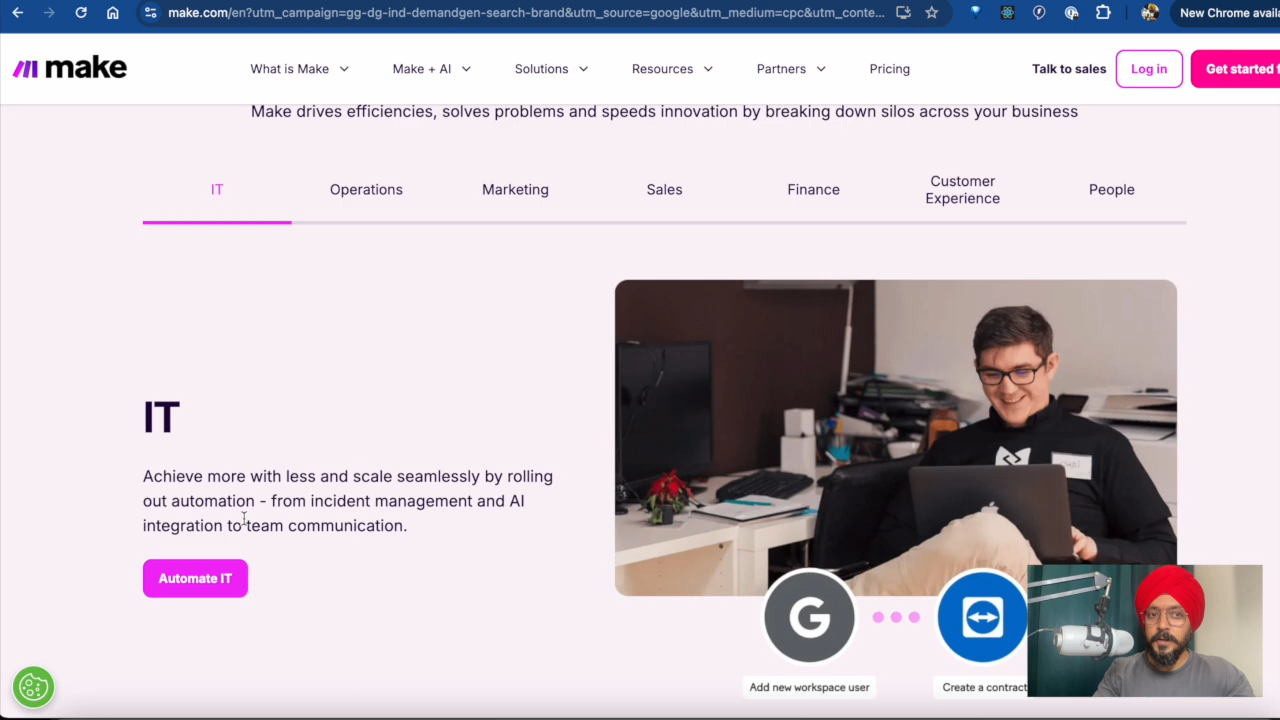 make.com/en?utm_campaign=gg-dg-ind-demandgen-search-brand&utm_source=google&utm_medium=cpc&utm_conte...
New Chrome availa
make
What is Make
Make + AI
Solutions
Resources
Partners
Pricing
Talk to sales
Log in
Get started f
Make drives efficiencies, solves problems and speeds innovation by breaking down silos across your business
IT
Operations
Marketing
Sales
Finance
Customer
Experience
People
IT
Achieve more with less and scale seamlessly by rolling
out automation - from incident management and AI
integration to team communication.
Automate IT
G
Add new workspace user
Create a contract